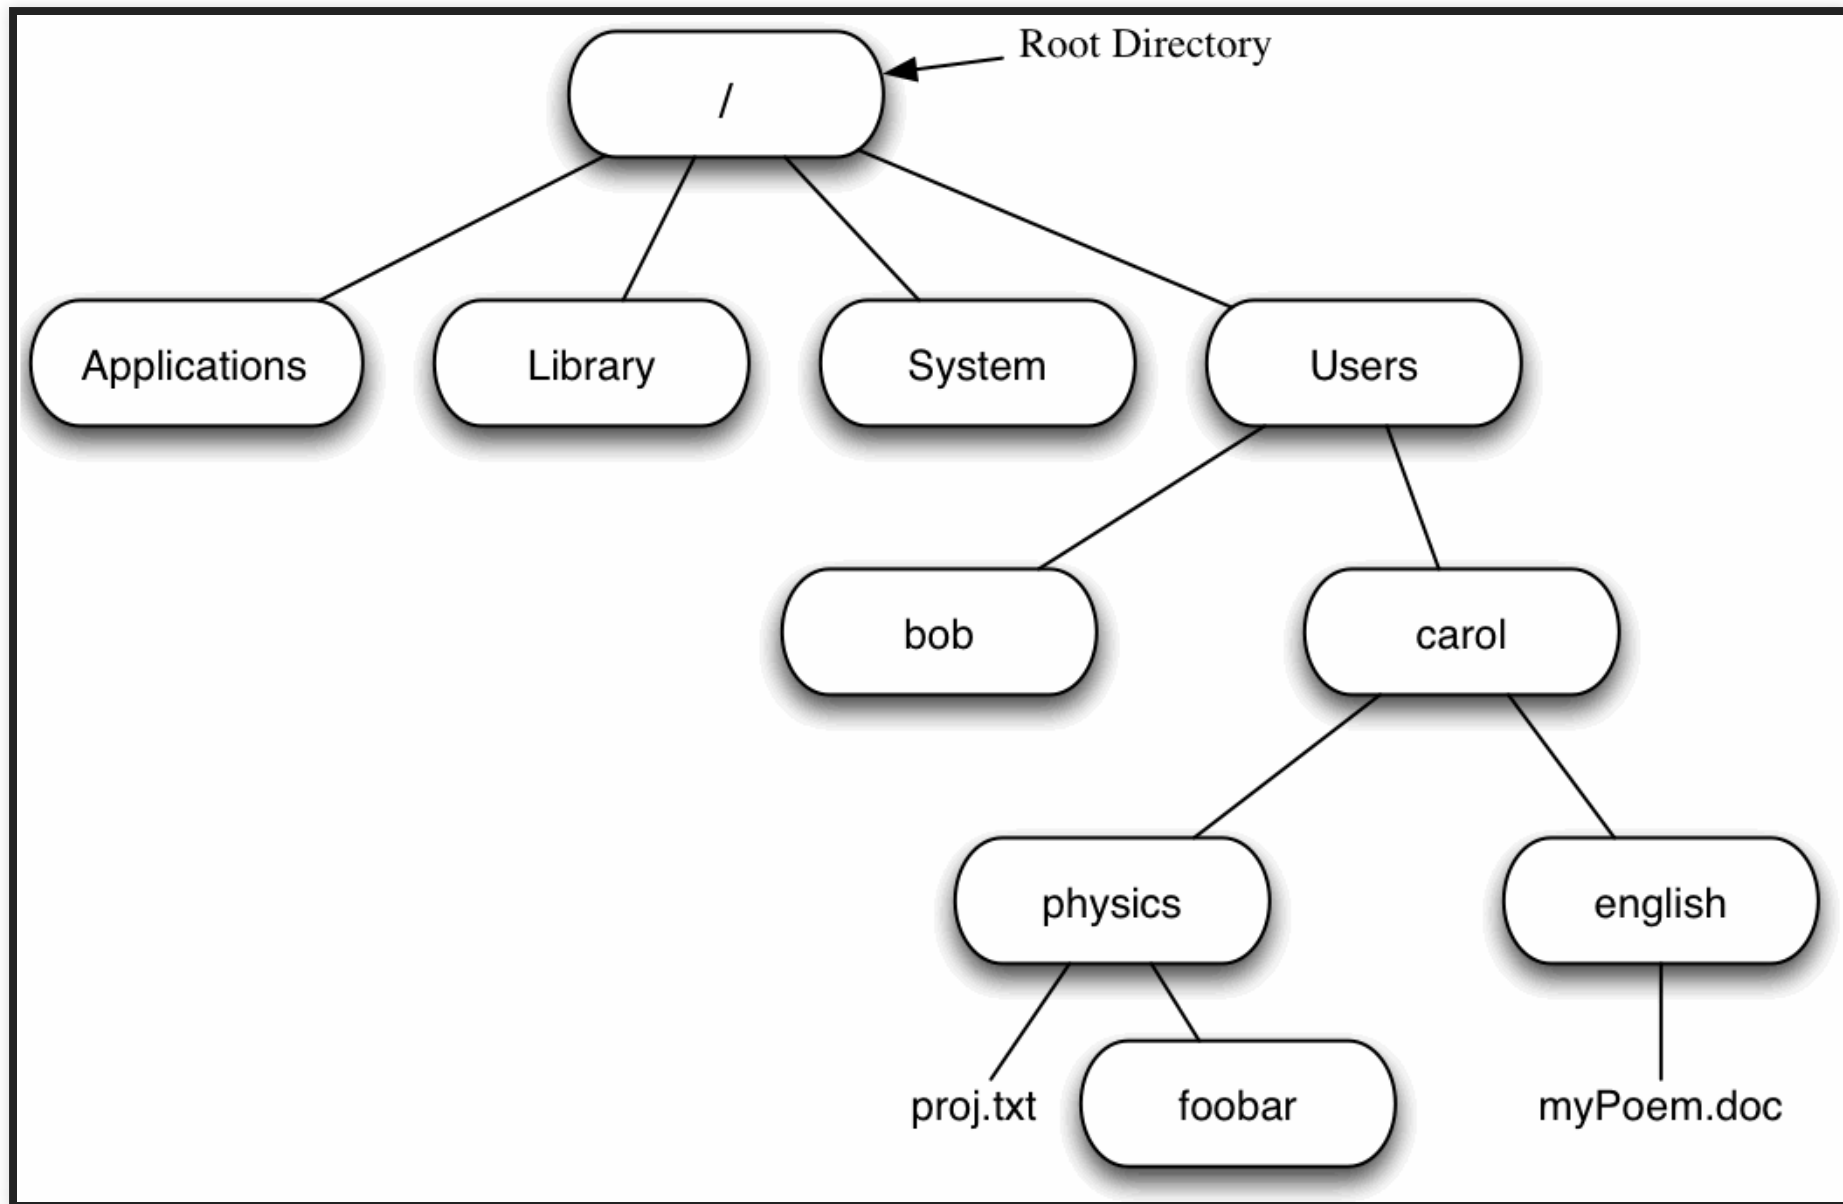 Root Directory
/
Applications
Library
System
Users
bob
carol
physics
english
proj.txt
foobar
myPoem.doc